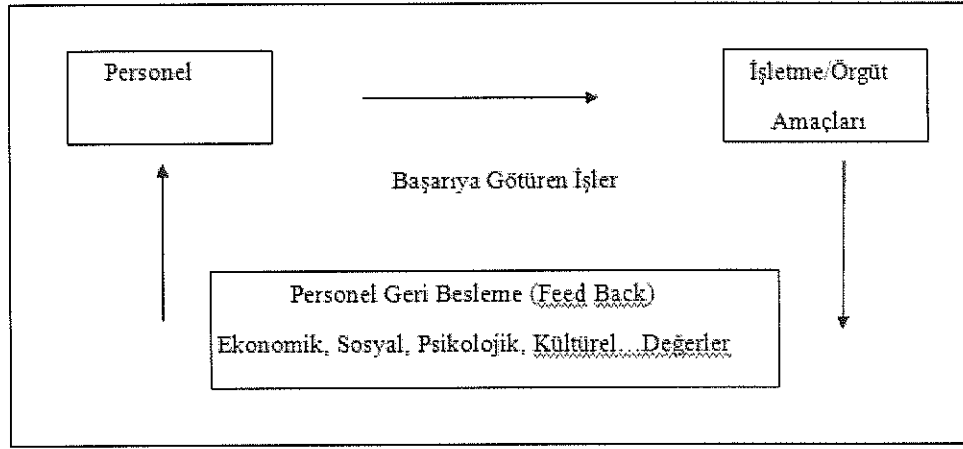 Personel
İşletme/Örgüt
Amaçları
Başarıya Götüren İşler
Personel Geri Besleme (Feed Back)
Ekonomik, Sosyal, Psikolojik, Kültürel...Değerler